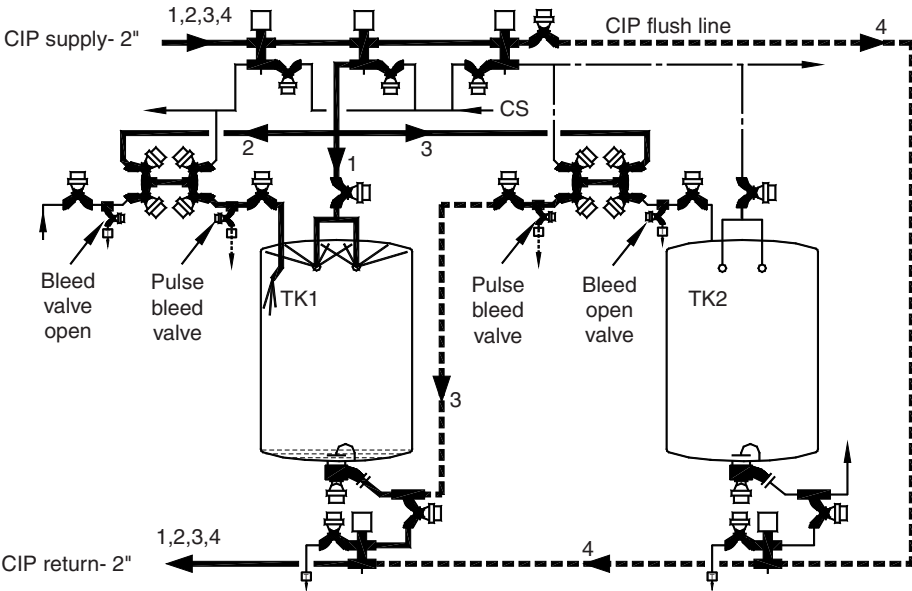 1,2,3,4
CIP supply- 2"
CIP flush line
4
CS
2
3
1
Bleed
valve
open
Pulse
bleed
valve
TK1
Pulse
bleed
valve
Bleed
open
valve
TK2
3
1,2,3,4
CIP return- 2"
4